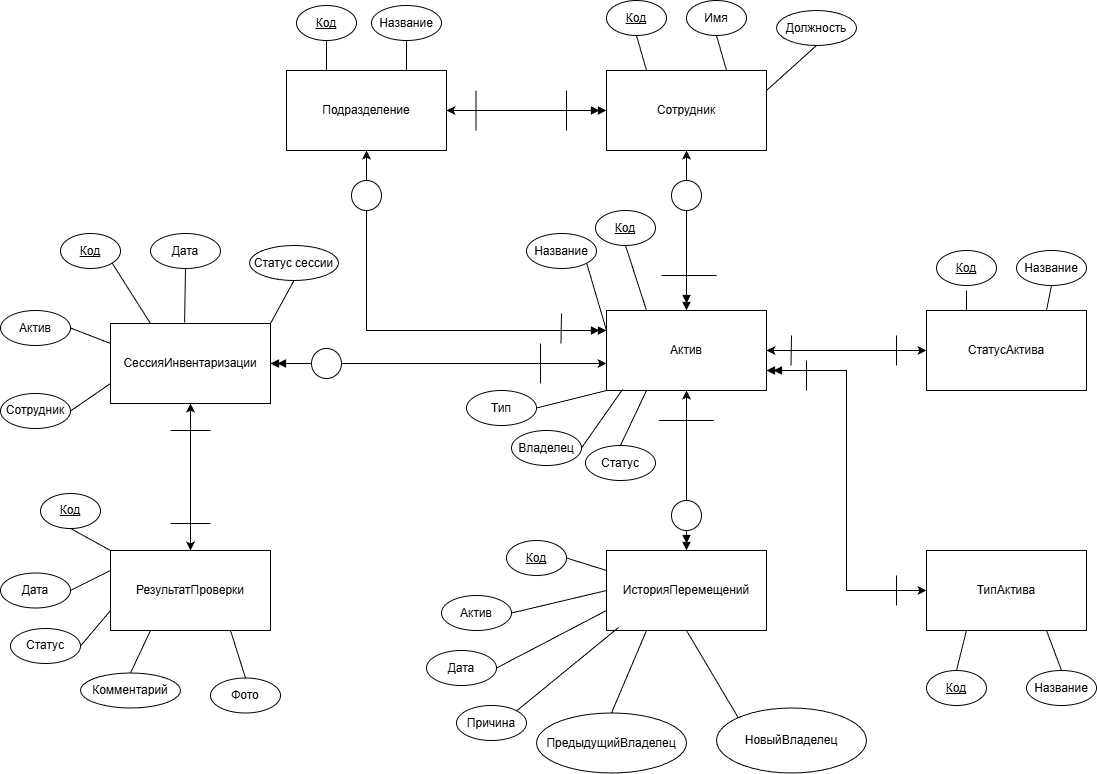 Код
Название
Код
Имя
Должность
Подразделение
Сотрудник
Код
Дата
Статус сессии
Название
Код
Код
Название
Актив
СессияИнвентаризации
Сотрудник
Актив
СтатусАктива
Тип
Владелец
Статус
Код
Дата
РезультатПроверки
Статус
Комментарий
Фото
Код
Актив
ИсторияПеремещений
Дата
Причина
ПредыдущийВладелец
НовыйВладелец
ТипАктива
Код
Название